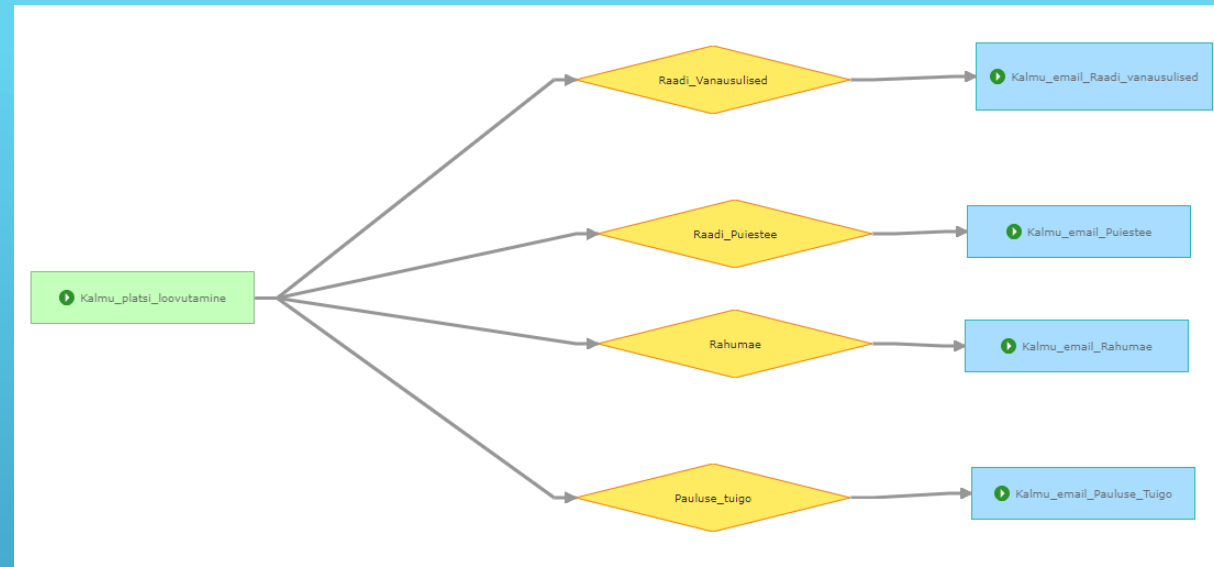 Raadi_Vanausulised
Kalmu_email_Raadi_vanausulised
Raadi_Puiestee
Kalmu_email_Puiestee
Kalmu_platsi_loovutamine
Rahumae
Kalmu_email_Rahumae
Pauluse_tuigo
Kalmu_email_Pauluse_Tuigo